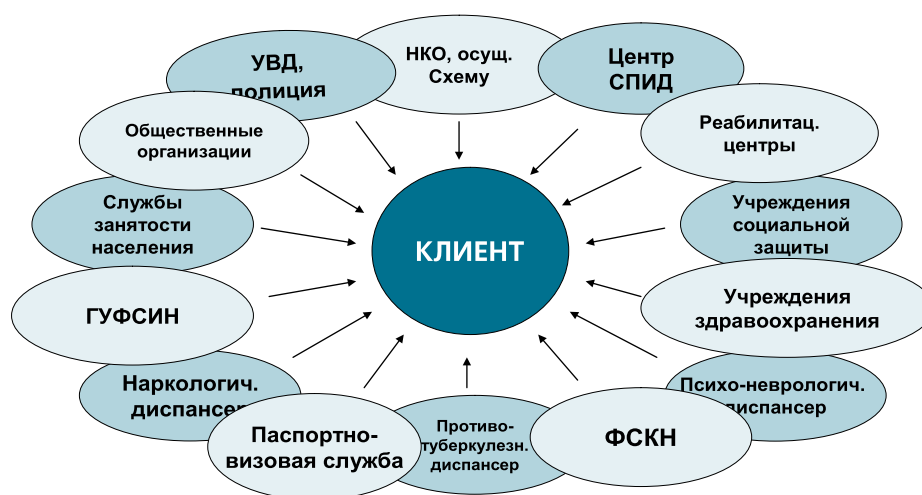 НКО, осущ.
Схему
УВД,
полиция
Центр
СПИД
Общественные
организации
Реабилитац.
центры
Службы
занятости
населения
Учреждения
социальной
защиты
КЛИЕНТ
ГУФСИН
Учреждения
здравоохранения
Наркологич.
диспансер
Психо-неврологич.
диспансер
Паспортно-
визовая служба
Противо-
туберкулезн.
диспансер
ФСКН